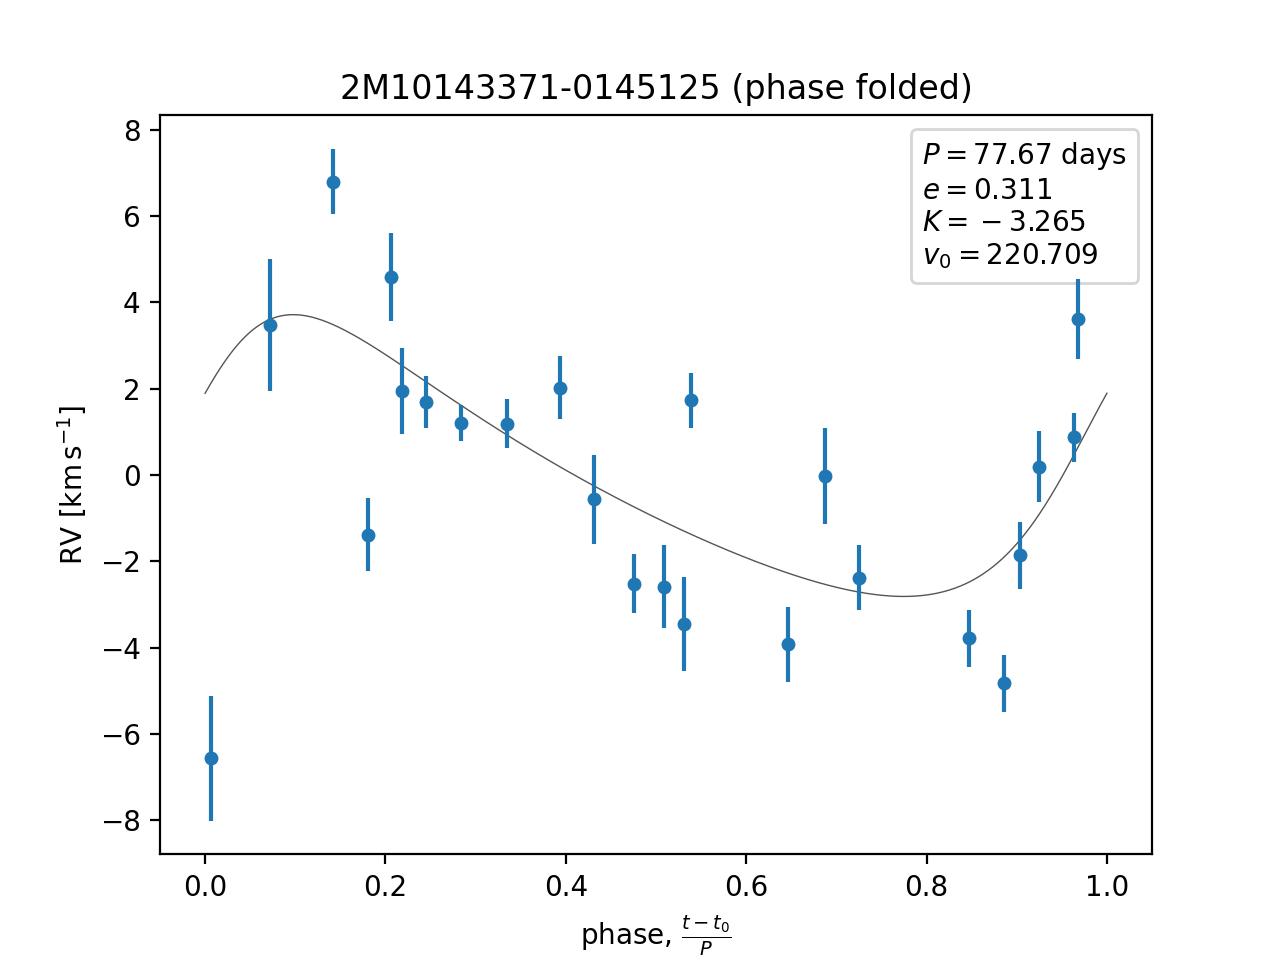 2M10143371-0145125 (phase folded)
P = 77.67 days
e = 0.311
K = −3.265
v₀ = 220.709
8
6
4
2
0
−2
−4
−6
−8
RV [km s⁻¹]
0.0 0.2 0.4 0.6 0.8 1.0
phase, (t − t₀)/P